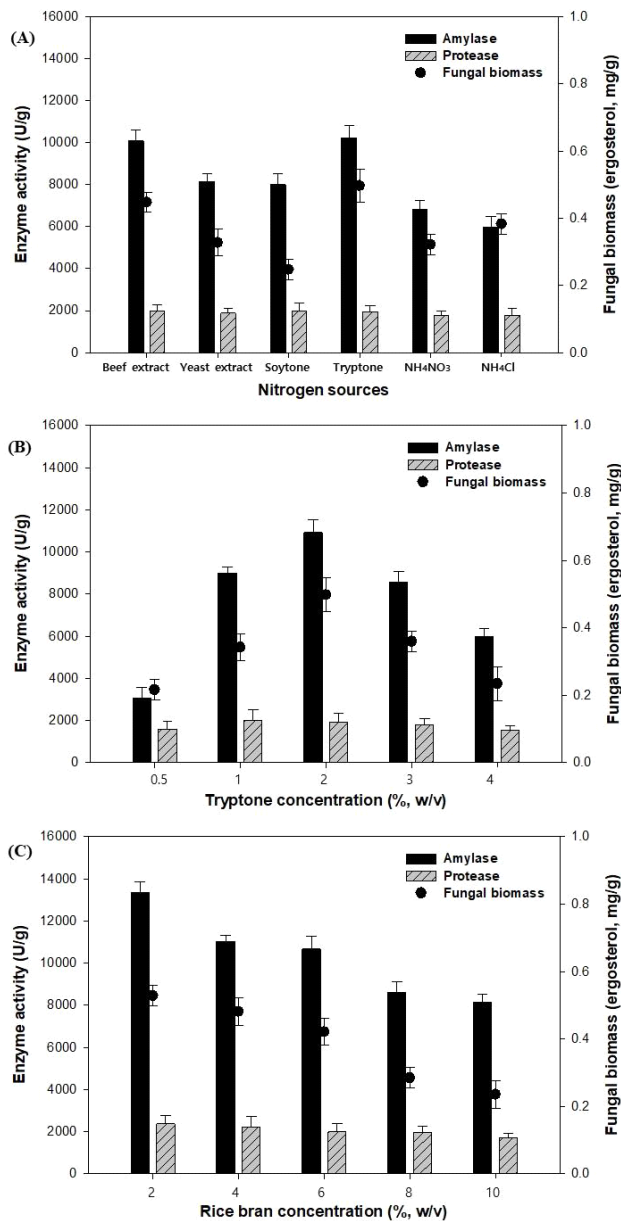 (A)
16000
14000
12000
10000
8000
6000
4000
2000
0
Enzyme activity (U/g)
Amylase
Protease
Fungal biomass
1.0
0.8
0.6
0.4
0.2
0.0
Fungal biomass (ergosterol, mg/g)
Beef extract Yeast extract Soytone Tryptone NH4NO3 NH4Cl
Nitrogen sources
(B)
16000
14000
12000
10000
8000
6000
4000
2000
0
Enzyme activity (U/g)
Amylase
Protease
Fungal biomass
1.0
0.8
0.6
0.4
0.2
0.0
Fungal biomass (ergosterol, mg/g)
0.5 1 2 3 4
Tryptone concentration (%, w/v)
(C)
16000
14000
12000
10000
8000
6000
4000
2000
0
Enzyme activity (U/g)
Amylase
Protease
Fungal biomass
1.0
0.8
0.6
0.4
0.2
0.0
Fungal biomass (ergosterol, mg/g)
2 4 6 8 10
Rice bran concentration (%, w/v)